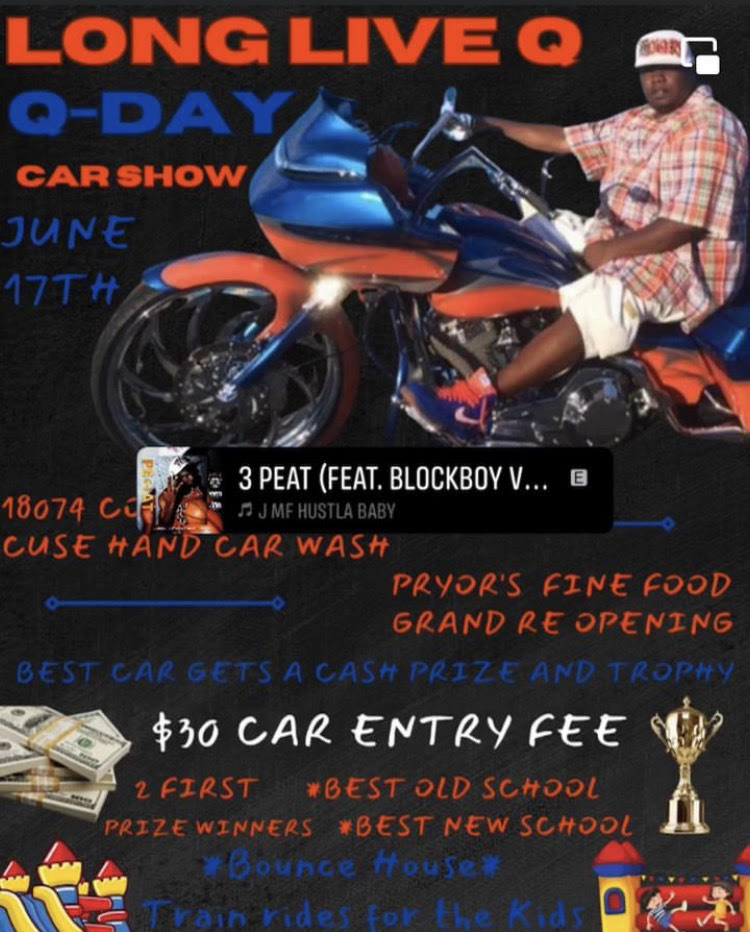 LONG LIVE Q
Q-DAY
CAR SHOW
JUNE
17TH
3 PEAT (FEAT. BLOCKBOY V... E
J MF HUSTLA BABY
18074
CUSE HAND CAR WASH
PRYOR'S FINE FOOD
GRAND RE OPENING
BEST CAR GETS A CASH PRIZE AND TROPHY
$30 CAR ENTRY FEE
2 FIRST *BEST OLD SCHOOL
PRIZE WINNERS *BEST NEW SCHOOL
*Bounce House*
Train rides for the Kids